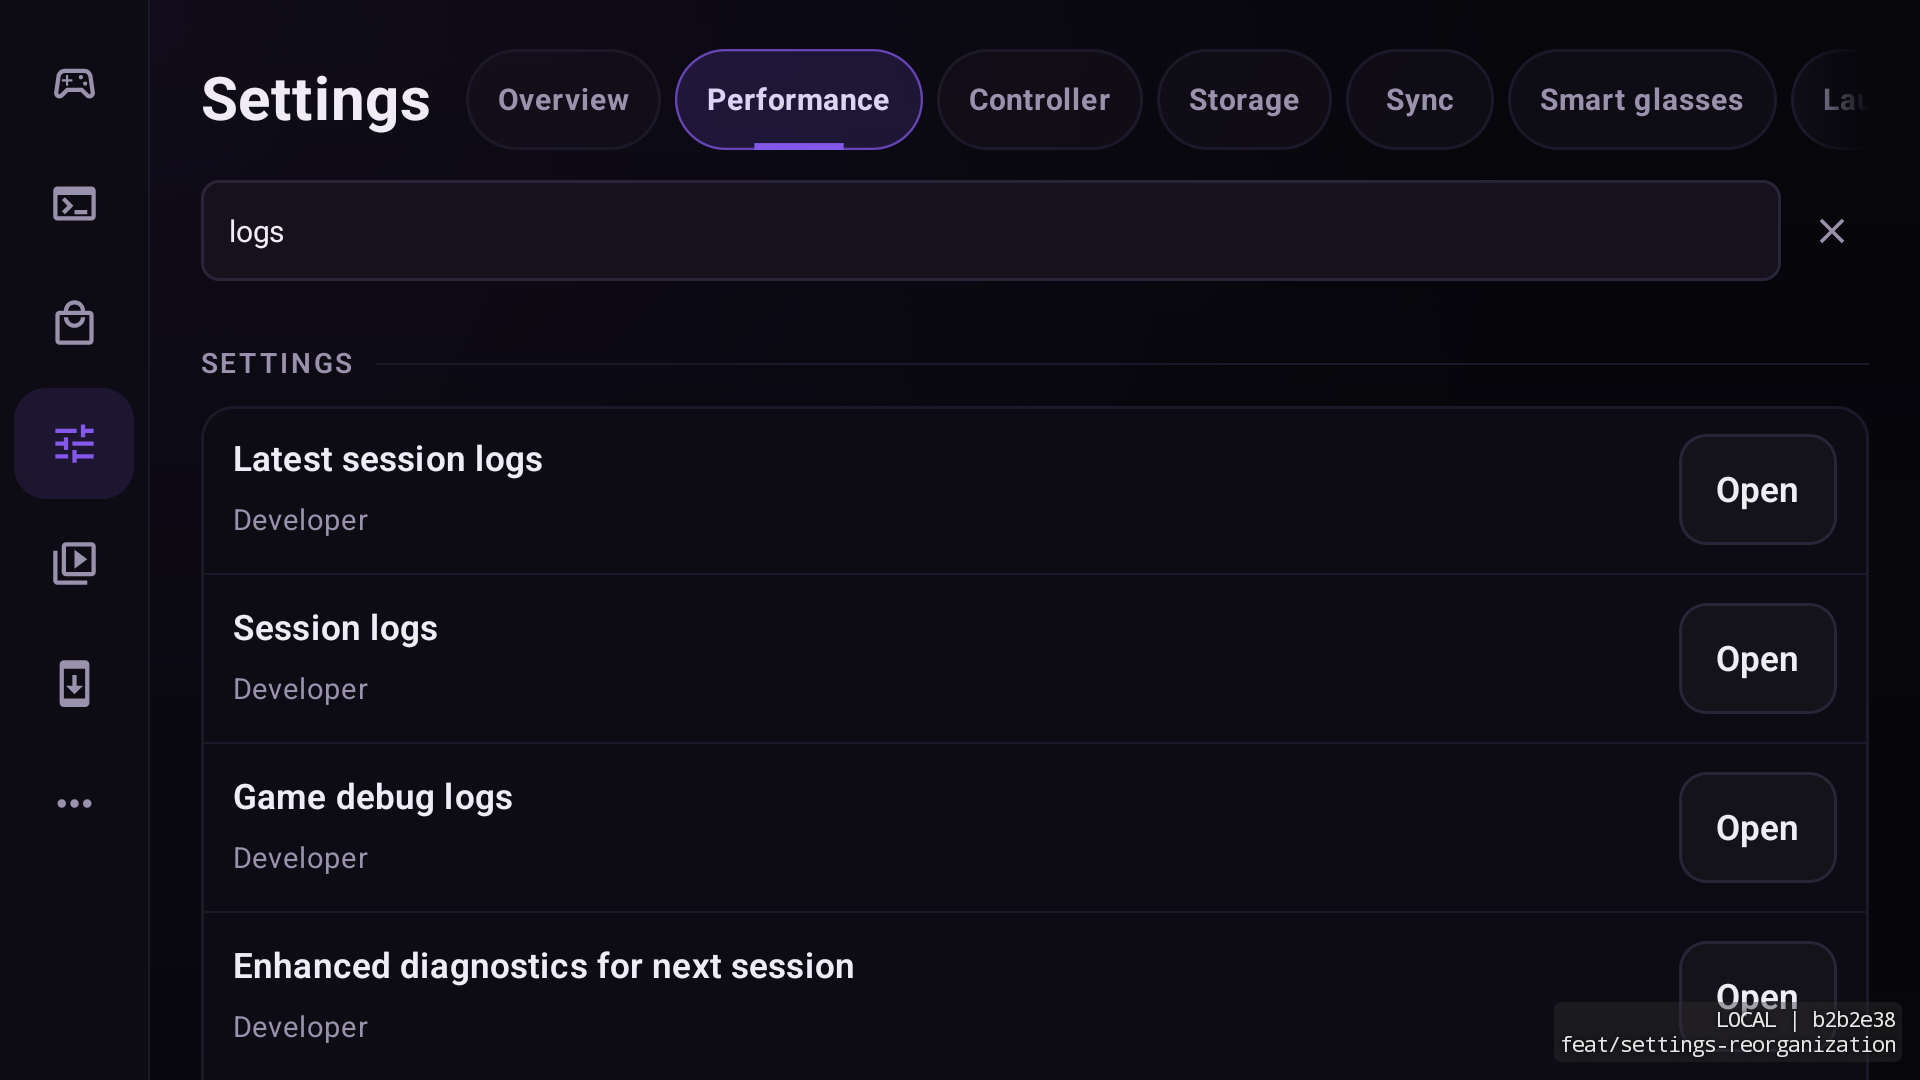 Settings
Overview
Performance
Controller
Storage
Sync
Smart glasses
logs
SETTINGS
Latest session logs
Developer
Open
Session logs
Developer
Open
Game debug logs
Developer
Open
Enhanced diagnostics for next session
Developer
Open
LOCAL | b2b2e38
feat/settings-reorganization